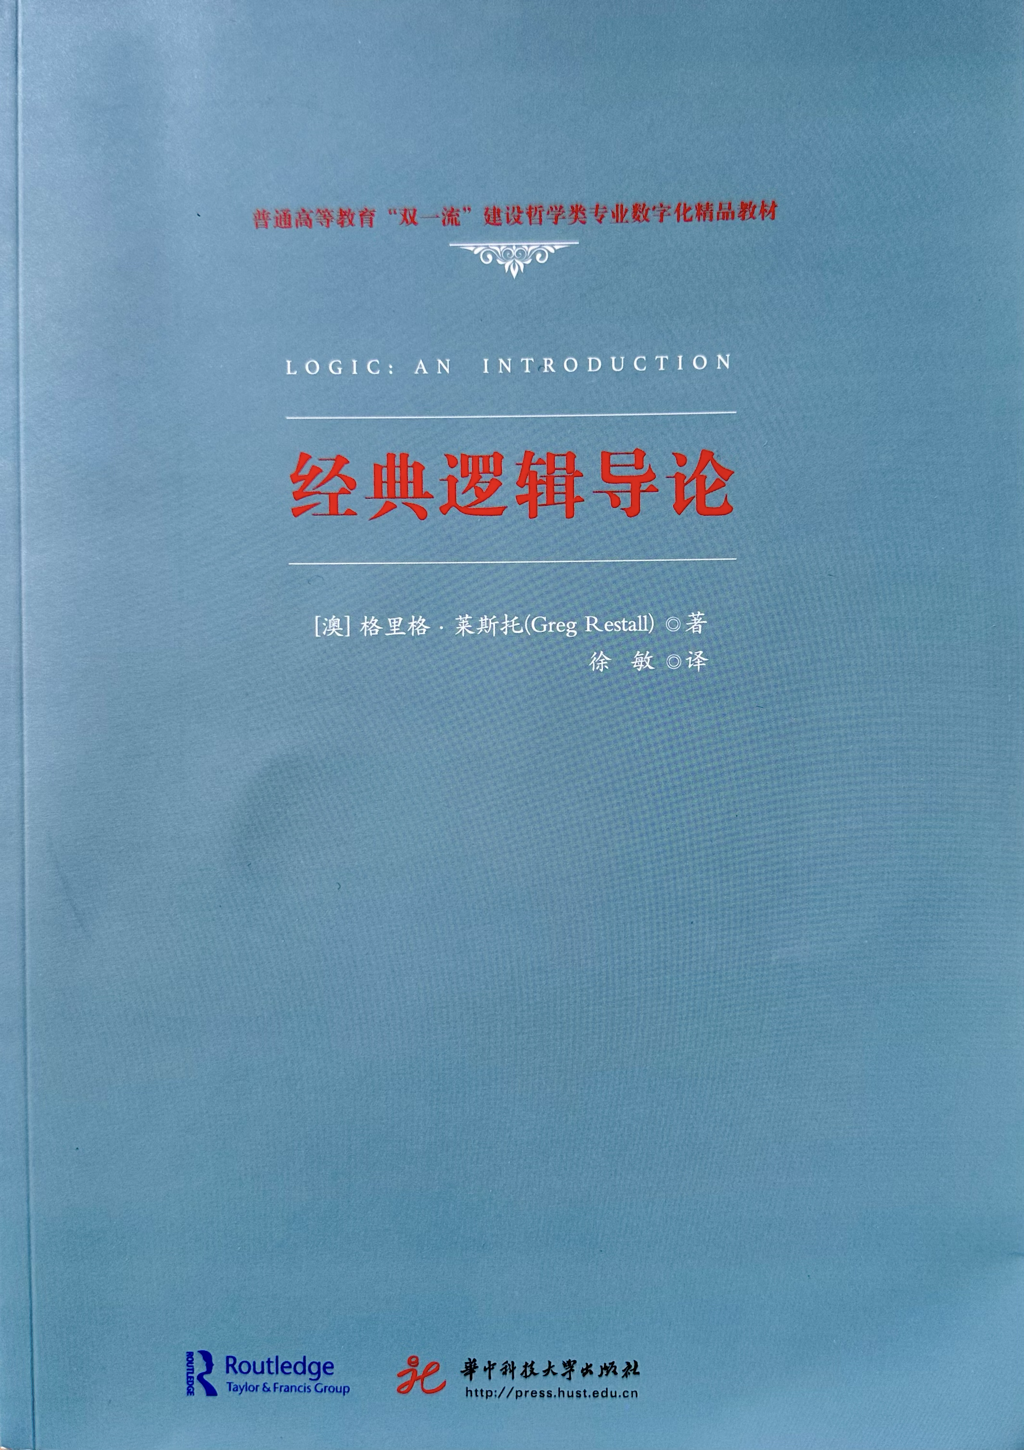 普通高等教育“双一流”建设哲学类专业数字化精品教材
LOGIC: AN INTRODUCTION
经典逻辑导论
[澳] 格里格·莱斯托(Greg Restall) ◎著
徐 敏 ◎译
ROUTLEDGE
Routledge
Taylor & Francis Group
华中科技大学出版社
http://press.hust.edu.cn